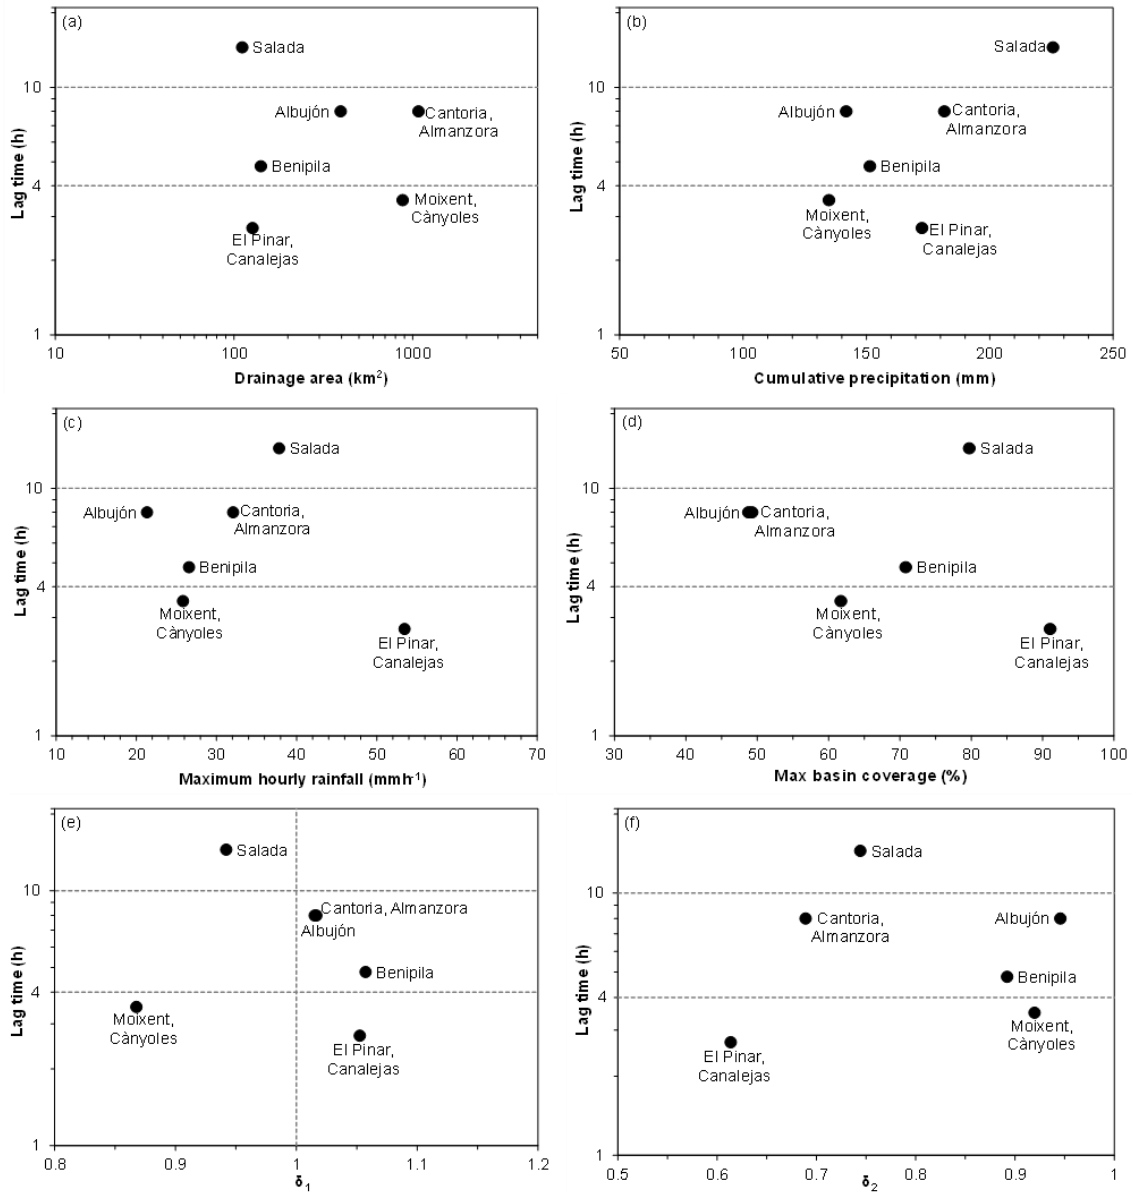 (a)
Salada
10
Albujón
Cantoria,
Almanzora
Benipila
4
Moixent,
Cànyoles
El Pinar,
Canalejas
1
Lag time (h)
10
100
1000
Drainage area (km²)
(b)
Salada
10
Albujón
Cantoria,
Almanzora
Benipila
4
Moixent,
Cànyoles
El Pinar,
Canalejas
1
Lag time (h)
50
100
150
200
250
Cumulative precipitation (mm)
(c)
Salada
10
Albujón
Cantoria,
Almanzora
Benipila
4
Moixent,
Cànyoles
El Pinar,
Canalejas
1
Lag time (h)
10
20
30
40
50
60
70
Maximum hourly rainfall (mmh⁻¹)
(d)
Salada
10
Albujón
Cantoria,
Almanzora
Benipila
4
Moixent,
Cànyoles
El Pinar,
Canalejas
1
Lag time (h)
30
40
50
60
70
80
90
100
Max basin coverage (%)
(e)
Salada
10
Cantoria, Almanzora
Albujón
Benipila
4
Moixent,
Cànyoles
El Pinar,
Canalejas
1
Lag time (h)
0.8
0.9
1
1.1
1.2
δ₁
(f)
Salada
10
Cantoria,
Almanzora
Albujón
Benipila
4
Moixent,
Cànyoles
El Pinar,
Canalejas
1
Lag time (h)
0.5
0.6
0.7
0.8
0.9
1
δ₂